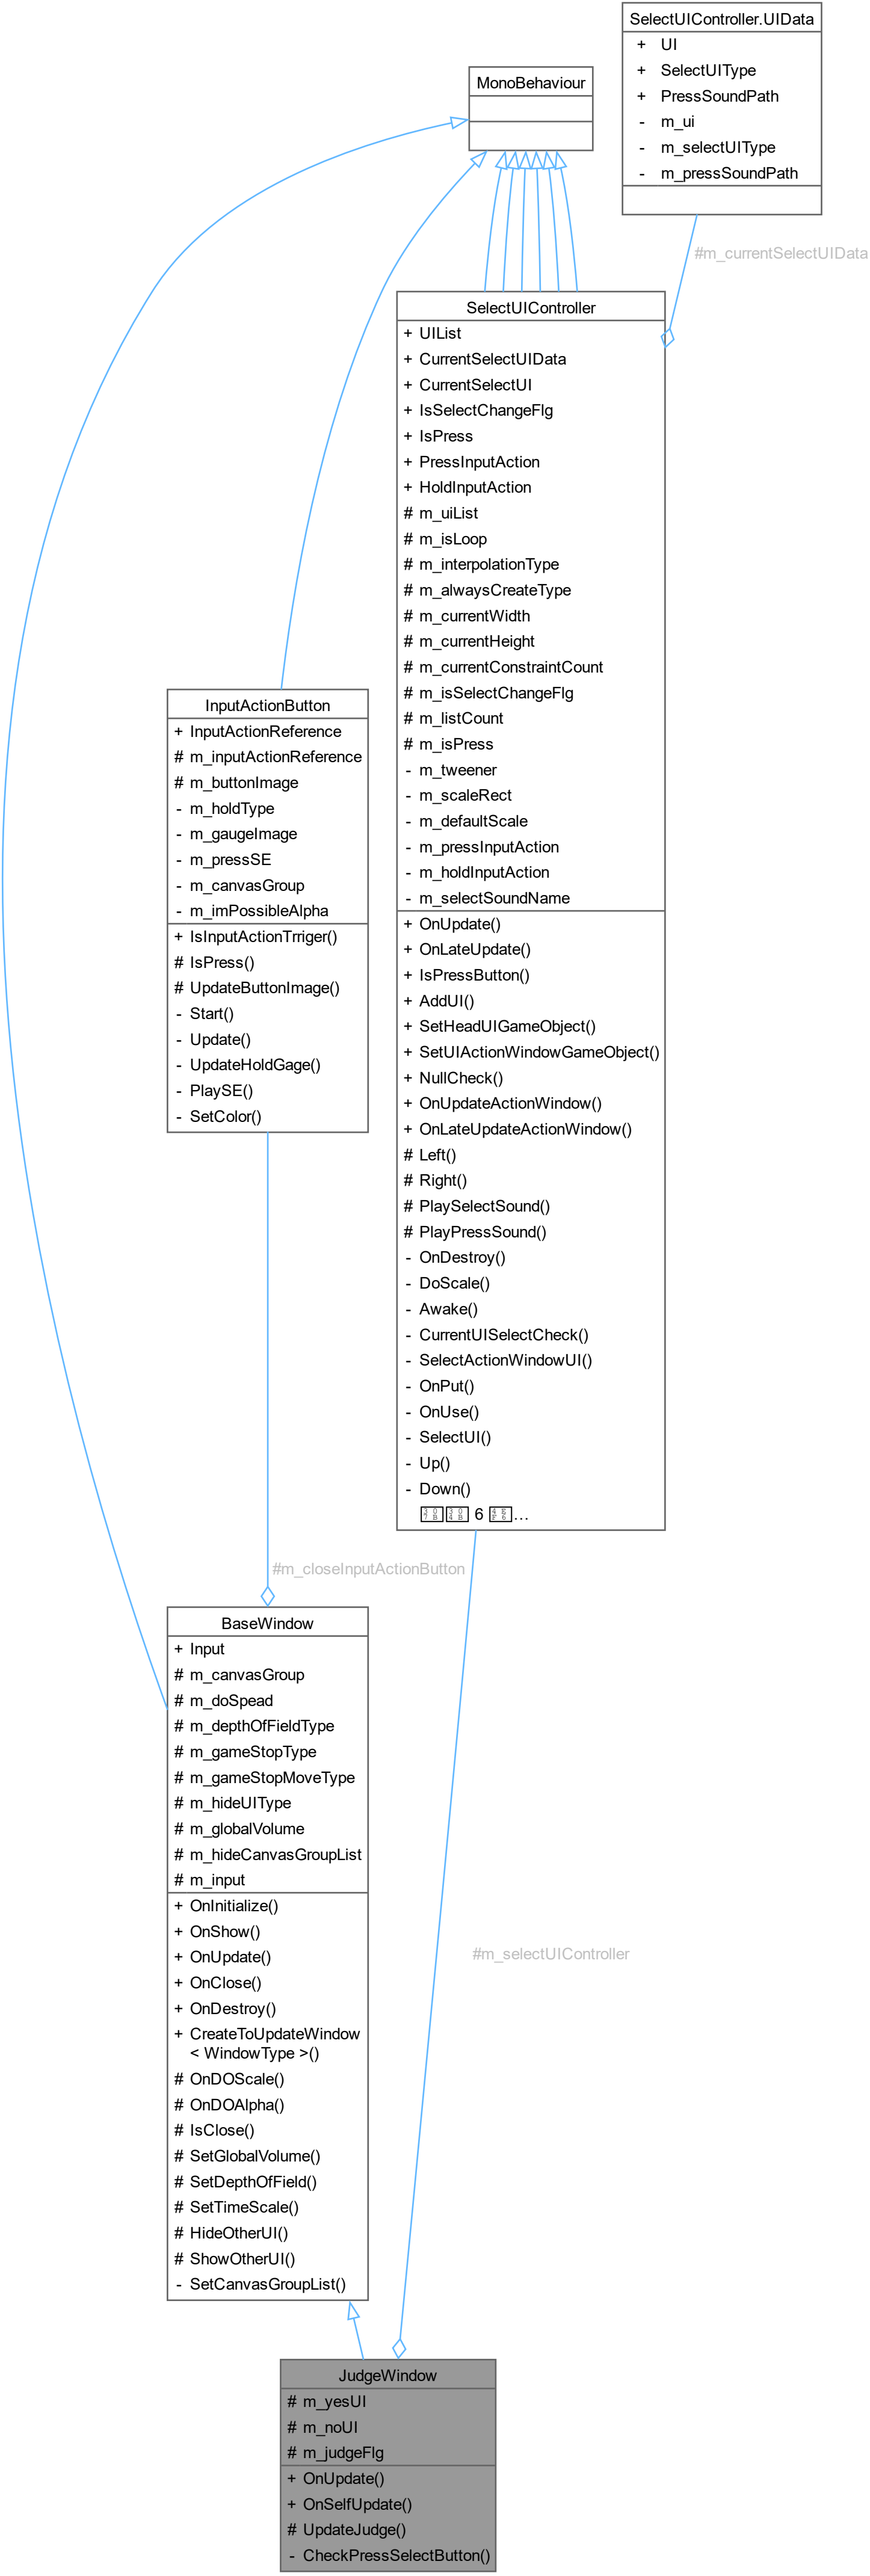 SelectUIController.UIData
+ UI
+ SelectUIType
+ PressSoundPath
- m_ui
- m_selectUIType
- m_pressSoundPath
MonoBehaviour
#m_currentSelectUIData
SelectUIController
+ UIList
+ CurrentSelectUIData
+ CurrentSelectUI
+ IsSelectChangeFlg
+ IsPress
+ PressInputAction
+ HoldInputAction
# m_uiList
# m_isLoop
# m_interpolationType
# m_alwaysCreateType
# m_currentWidth
# m_currentHeight
# m_currentConstraintCount
# m_isSelectChangeFlg
# m_listCount
# m_isPress
- m_tweener
- m_scaleRect
- m_defaultScale
- m_pressInputAction
- m_holdInputAction
- m_selectSoundName
+ OnUpdate()
+ OnLateUpdate()
+ IsPressButton()
+ AddUI()
+ SetHeadUIGameObject()
+ SetUIActionWindowGameObject()
+ NullCheck()
+ OnUpdateActionWindow()
+ OnLateUpdateActionWindow()
# Left()
# Right()
# PlaySelectSound()
# PlayPressSound()
- OnDestroy()
- DoScale()
- Awake()
- CurrentUISelectCheck()
- SelectActionWindowUI()
- OnPut()
- OnUse()
- SelectUI()
- Up()
- Down()
6 ...
InputActionButton
+ InputActionReference
# m_inputActionReference
# m_buttonImage
- m_holdType
- m_gaugeImage
- m_pressSE
- m_canvasGroup
- m_imPossibleAlpha
+ IsInputActionTrriger()
# IsPress()
# UpdateButtonImage()
- Start()
- Update()
- UpdateHoldGage()
- PlaySE()
- SetColor()
#m_closeInputActionButton
BaseWindow
+ Input
# m_canvasGroup
# m_doSpead
# m_depthOfFieldType
# m_gameStopType
# m_gameStopMoveType
# m_hideUIType
# m_globalVolume
# m_hideCanvasGroupList
# m_input
+ OnInitialize()
+ OnShow()
+ OnUpdate()
+ OnClose()
+ OnDestroy()
+ CreateToUpdateWindow
< WindowType >()
# OnDOScale()
# OnDOAlpha()
# IsClose()
# SetGlobalVolume()
# SetDepthOfField()
# SetTimeScale()
# HideOtherUI()
# ShowOtherUI()
- SetCanvasGroupList()
#m_selectUIController
JudgeWindow
# m_yesUI
# m_noUI
# m_judgeFlg
+ OnUpdate()
+ OnSelfUpdate()
# UpdateJudge()
- CheckPressSelectButton()